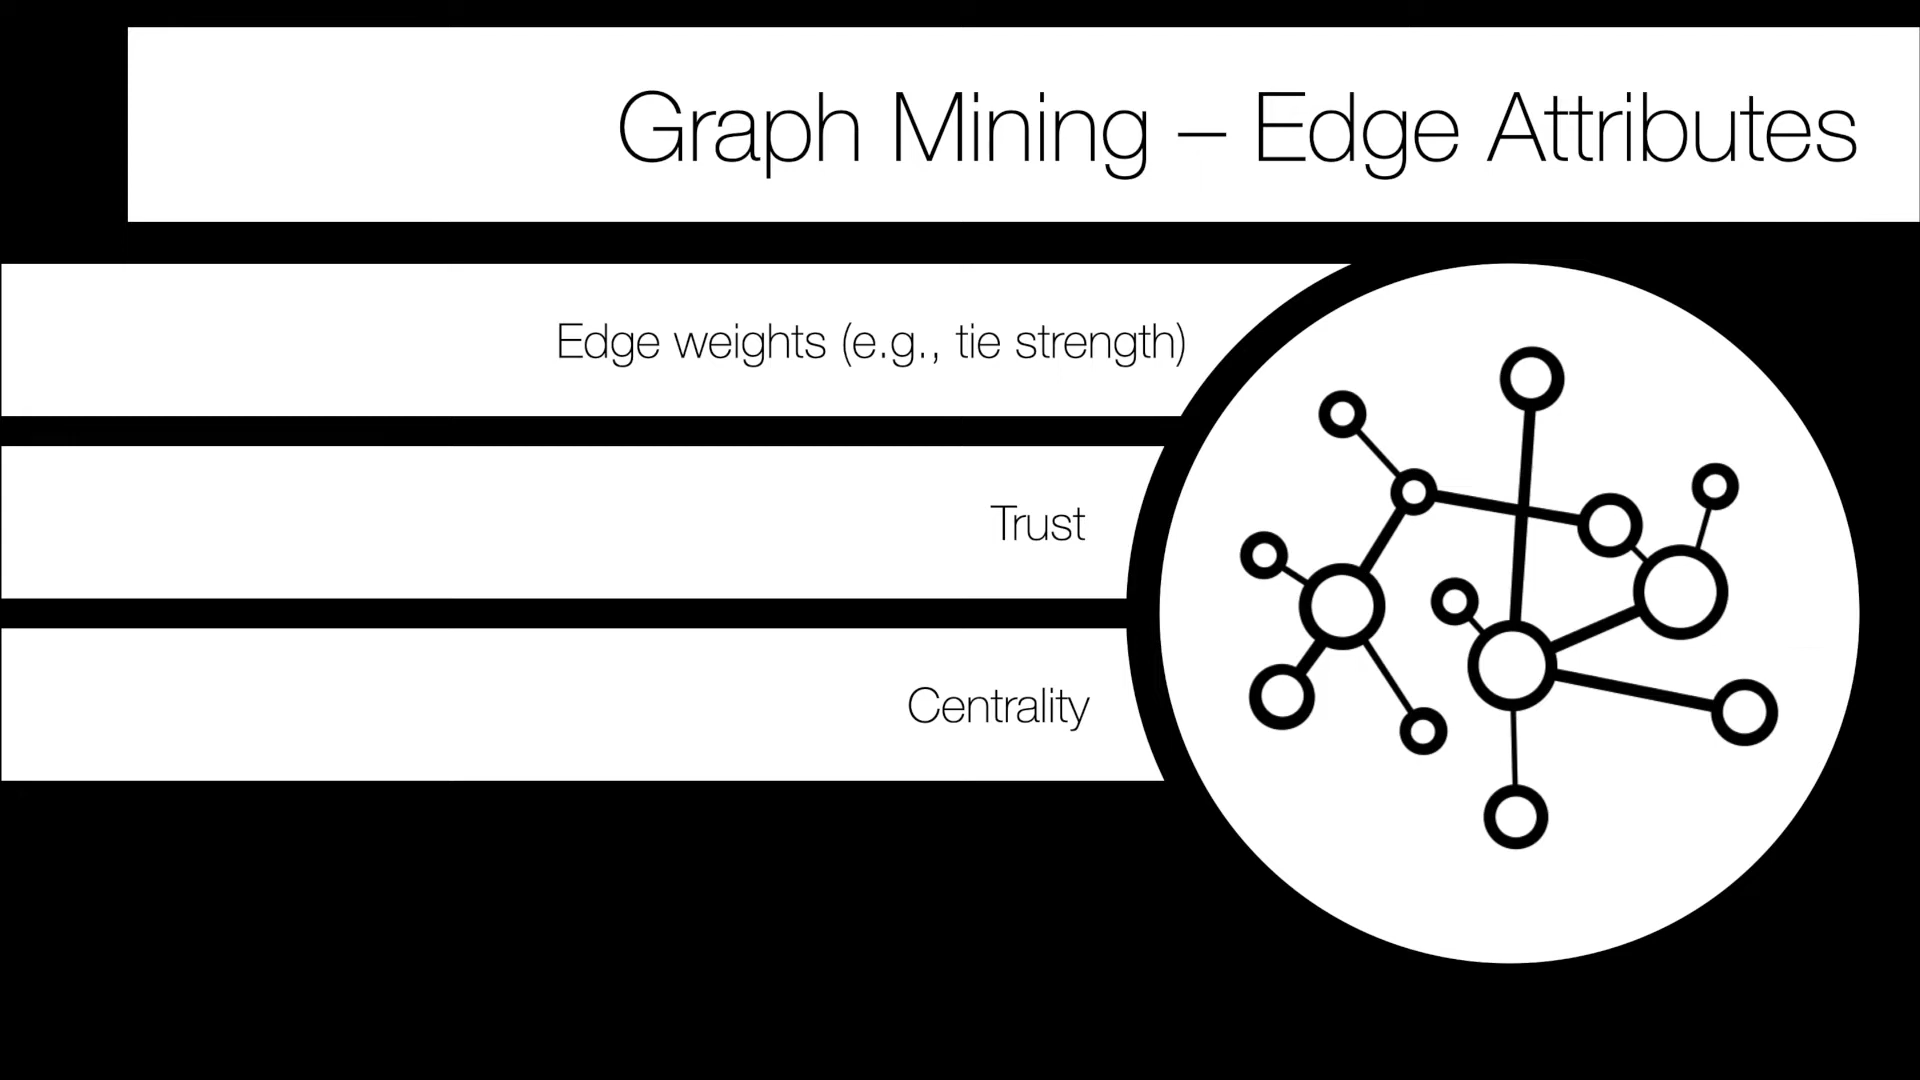 Graph Mining – Edge Attributes
Edge weights (e.g., tie strength)
Trust
Centrality